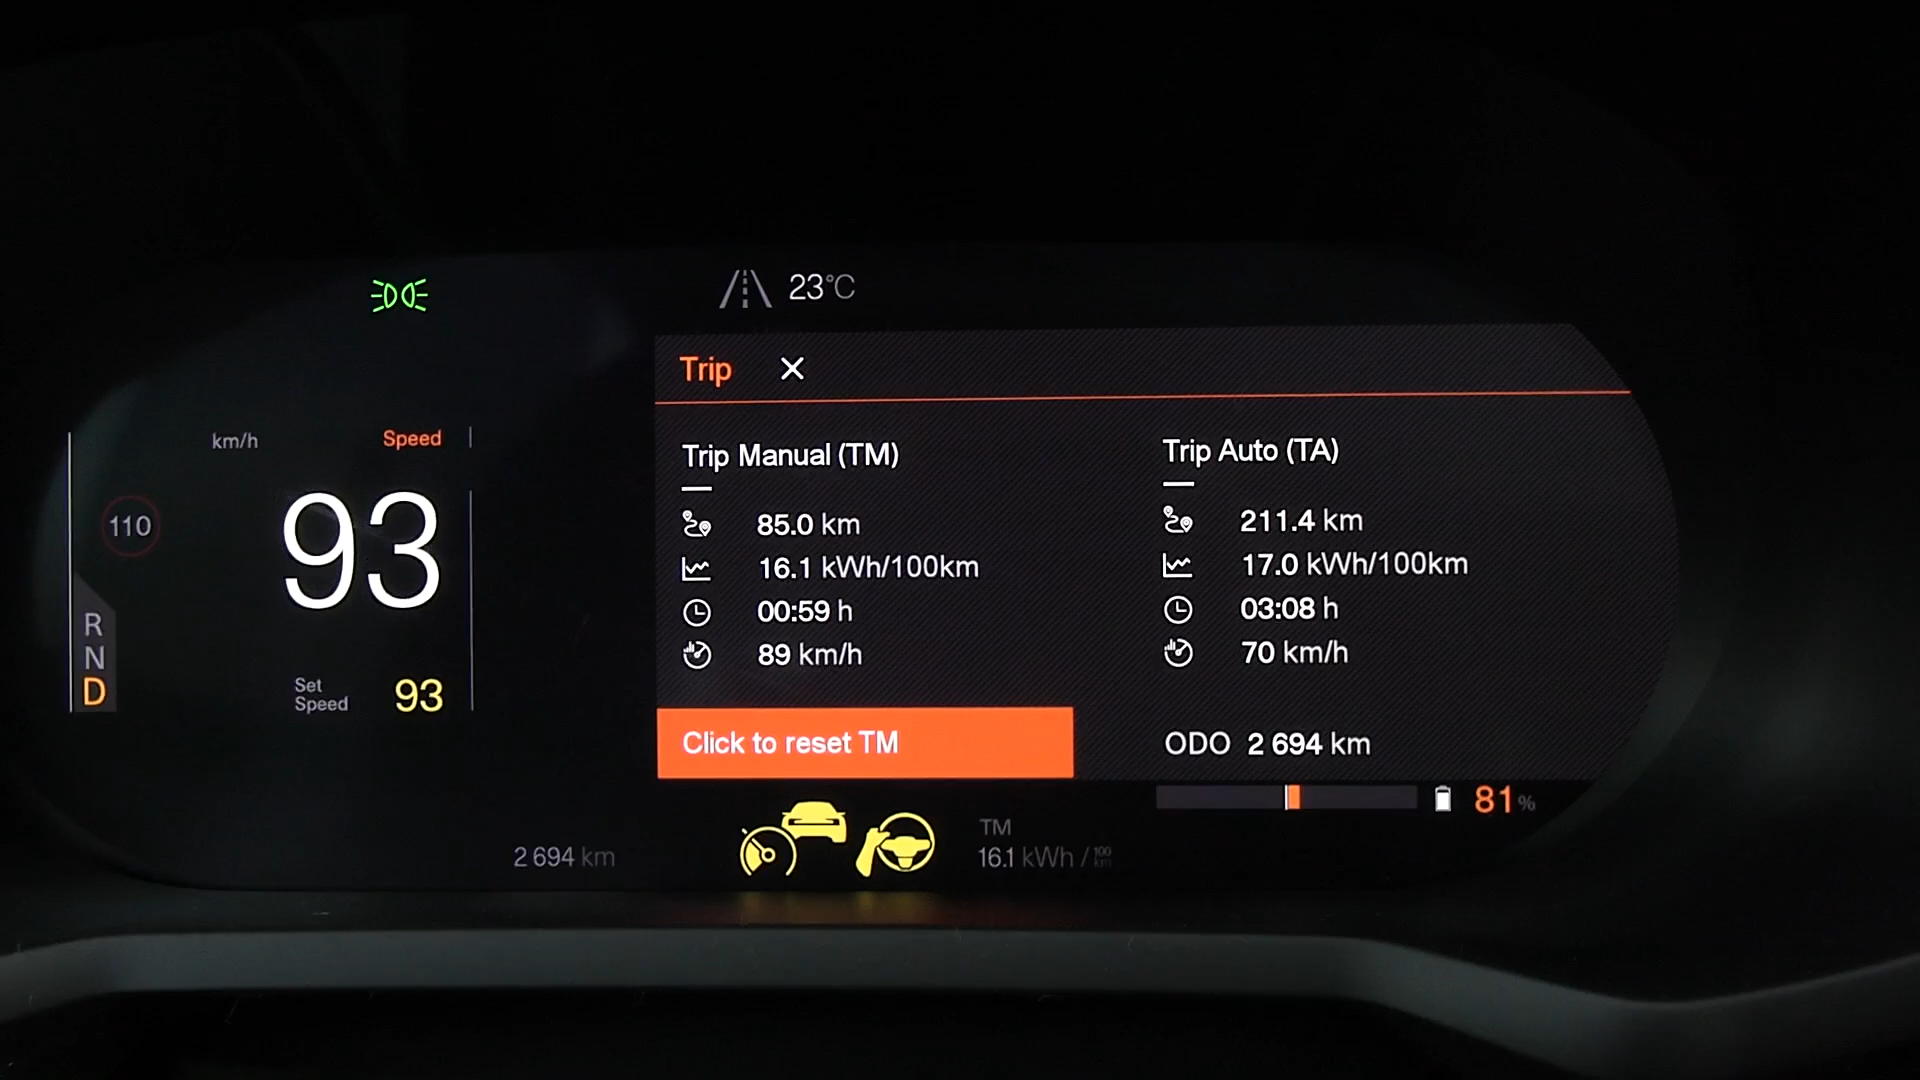 23°C
Trip
km/h Speed
110
93
R
N
D
Set
Speed
93
Trip Manual (TM)
85.0 km
16.1 kWh/100km
00:59 h
89 km/h
Click to reset TM
Trip Auto (TA)
211.4 km
17.0 kWh/100km
03:08 h
70 km/h
ODO 2 694 km
81%
2 694 km
TM
16.1 kWh / 100 km